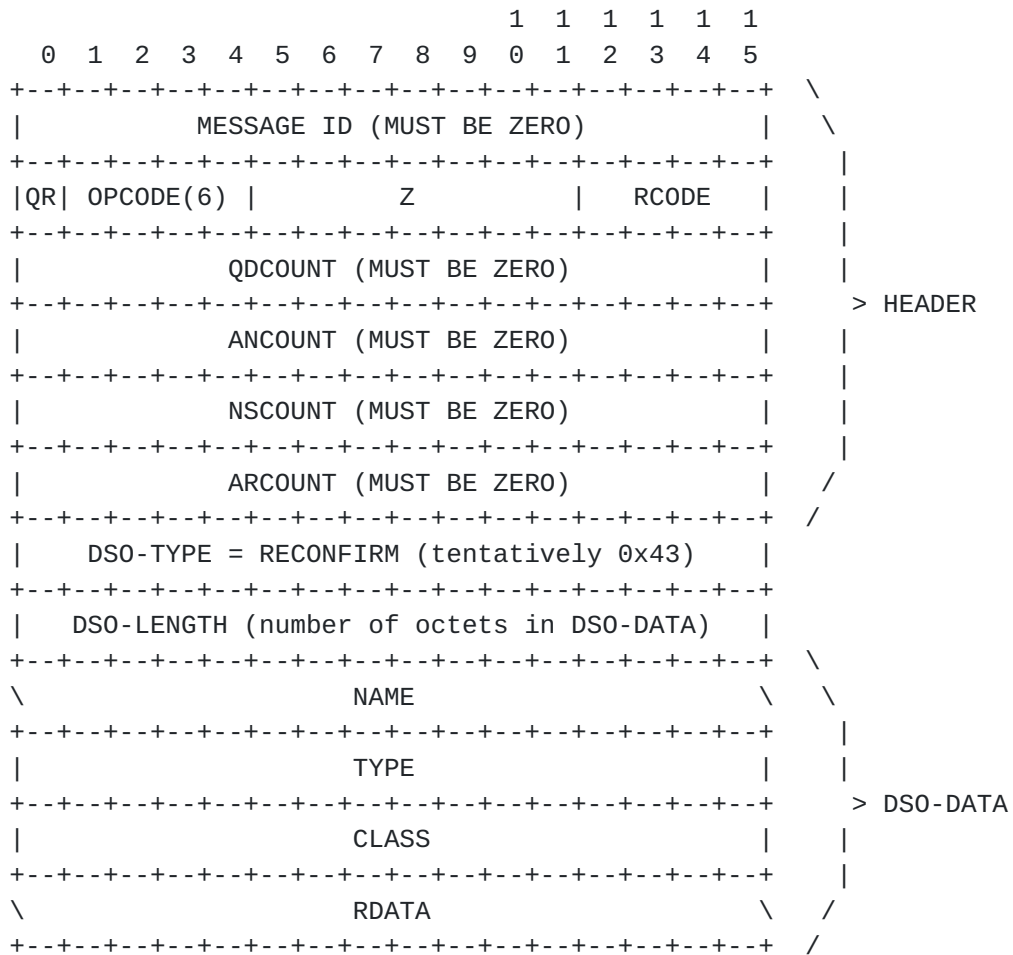 1  1  1  1  1  1
  0  1  2  3  4  5  6  7  8  9  0  1  2  3  4  5
+--+--+--+--+--+--+--+--+--+--+--+--+--+--+--+--+  \
|           MESSAGE ID (MUST BE ZERO)           |   \
+--+--+--+--+--+--+--+--+--+--+--+--+--+--+--+--+    |
|QR| OPCODE(6) |         Z          |   RCODE   |    |
+--+--+--+--+--+--+--+--+--+--+--+--+--+--+--+--+    |
|             QDCOUNT (MUST BE ZERO)            |    |
+--+--+--+--+--+--+--+--+--+--+--+--+--+--+--+--+     > HEADER
|             ANCOUNT (MUST BE ZERO)            |    |
+--+--+--+--+--+--+--+--+--+--+--+--+--+--+--+--+    |
|             NSCOUNT (MUST BE ZERO)            |    |
+--+--+--+--+--+--+--+--+--+--+--+--+--+--+--+--+    |
|             ARCOUNT (MUST BE ZERO)            |   /
+--+--+--+--+--+--+--+--+--+--+--+--+--+--+--+--+  /
|    DSO-TYPE = RECONFIRM (tentatively 0x43)    |
+--+--+--+--+--+--+--+--+--+--+--+--+--+--+--+--+
|   DSO-LENGTH (number of octets in DSO-DATA)   |
+--+--+--+--+--+--+--+--+--+--+--+--+--+--+--+--+  \
\                     NAME                      \   \
+--+--+--+--+--+--+--+--+--+--+--+--+--+--+--+--+    |
|                     TYPE                      |    |
+--+--+--+--+--+--+--+--+--+--+--+--+--+--+--+--+     > DSO-DATA
|                     CLASS                     |    |
+--+--+--+--+--+--+--+--+--+--+--+--+--+--+--+--+    |
\                     RDATA                     \   /
+--+--+--+--+--+--+--+--+--+--+--+--+--+--+--+--+  /